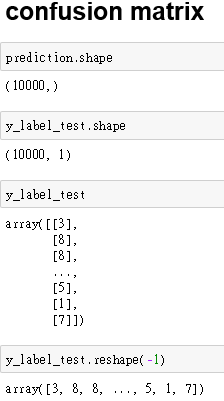 confusion matrix
prediction.shape
(10000,)
y_label_test.shape
(10000, 1)
y_label_test
array([[3],
[8],
[8],
...,
[5],
[1],
[7]])
y_label_test.reshape(-1)
array([3, 8, 8, ..., 5, 1, 7])